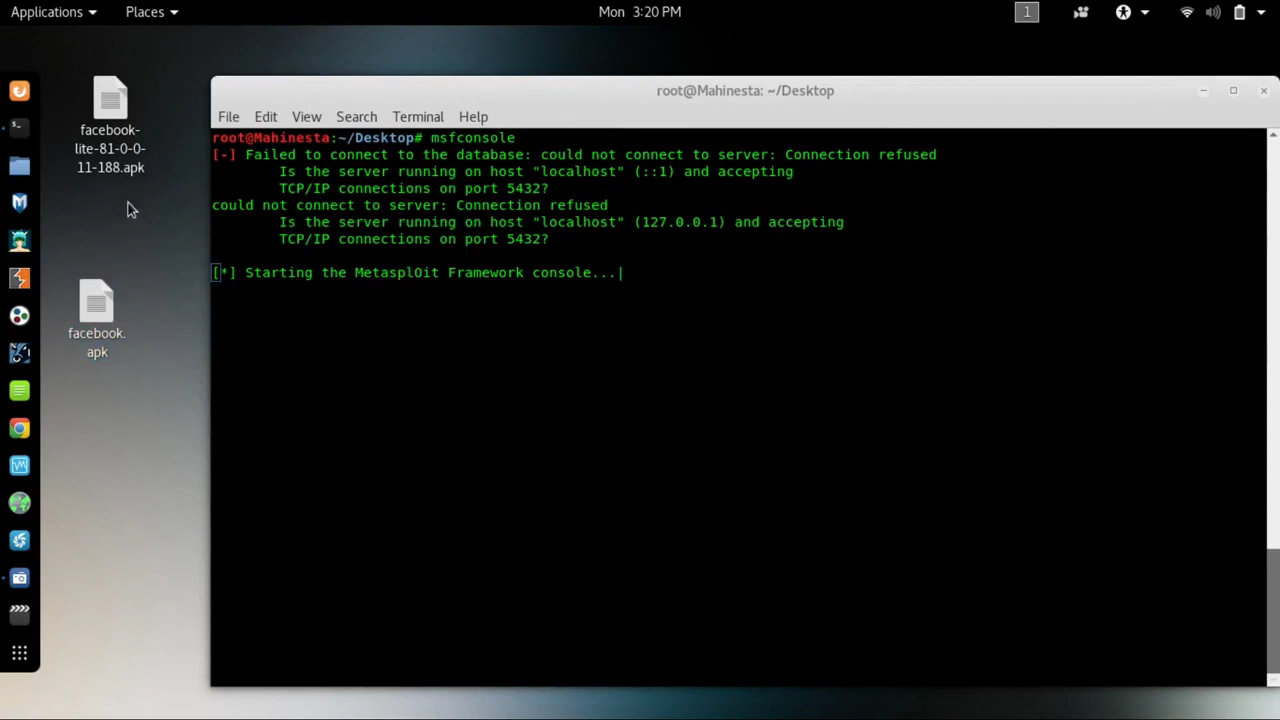 Applications Places Mon 3:20 PM 1
facebook-
lite-81-0-0-
11-188.apk
facebook.
apk
root@Mahinesta: ~/Desktop
File Edit View Search Terminal Help
root@Mahinesta:~/Desktop# msfconsole
[-] Failed to connect to the database: could not connect to server: Connection refused
Is the server running on host "localhost" (::1) and accepting
TCP/IP connections on port 5432?
could not connect to server: Connection refused
Is the server running on host "localhost" (127.0.0.1) and accepting
TCP/IP connections on port 5432?
[*] Starting the MetasplOit Framework console...|